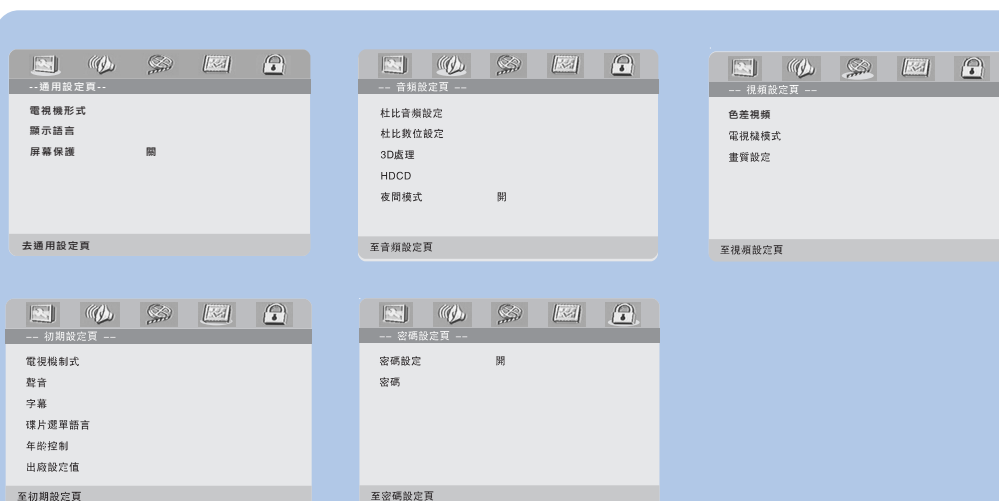 --通用設定頁--
電視機形式
顯示語言
屏幕保護 關
去通用設定頁
-- 音頻設定頁 --
杜比音頻設定
杜比數位設定
3D處理
HDCD
夜間模式 開
至音頻設定頁
-- 視頻設定頁 --
色差視頻
電視機模式
畫質設定
至視頻設定頁
-- 初期設定頁 --
電視機制式
聲音
字幕
碟片選單語言
年齡控制
出廠設定值
至初期設定頁
-- 密碼設定頁 --
密碼設定 開
密碼
至密碼設定頁